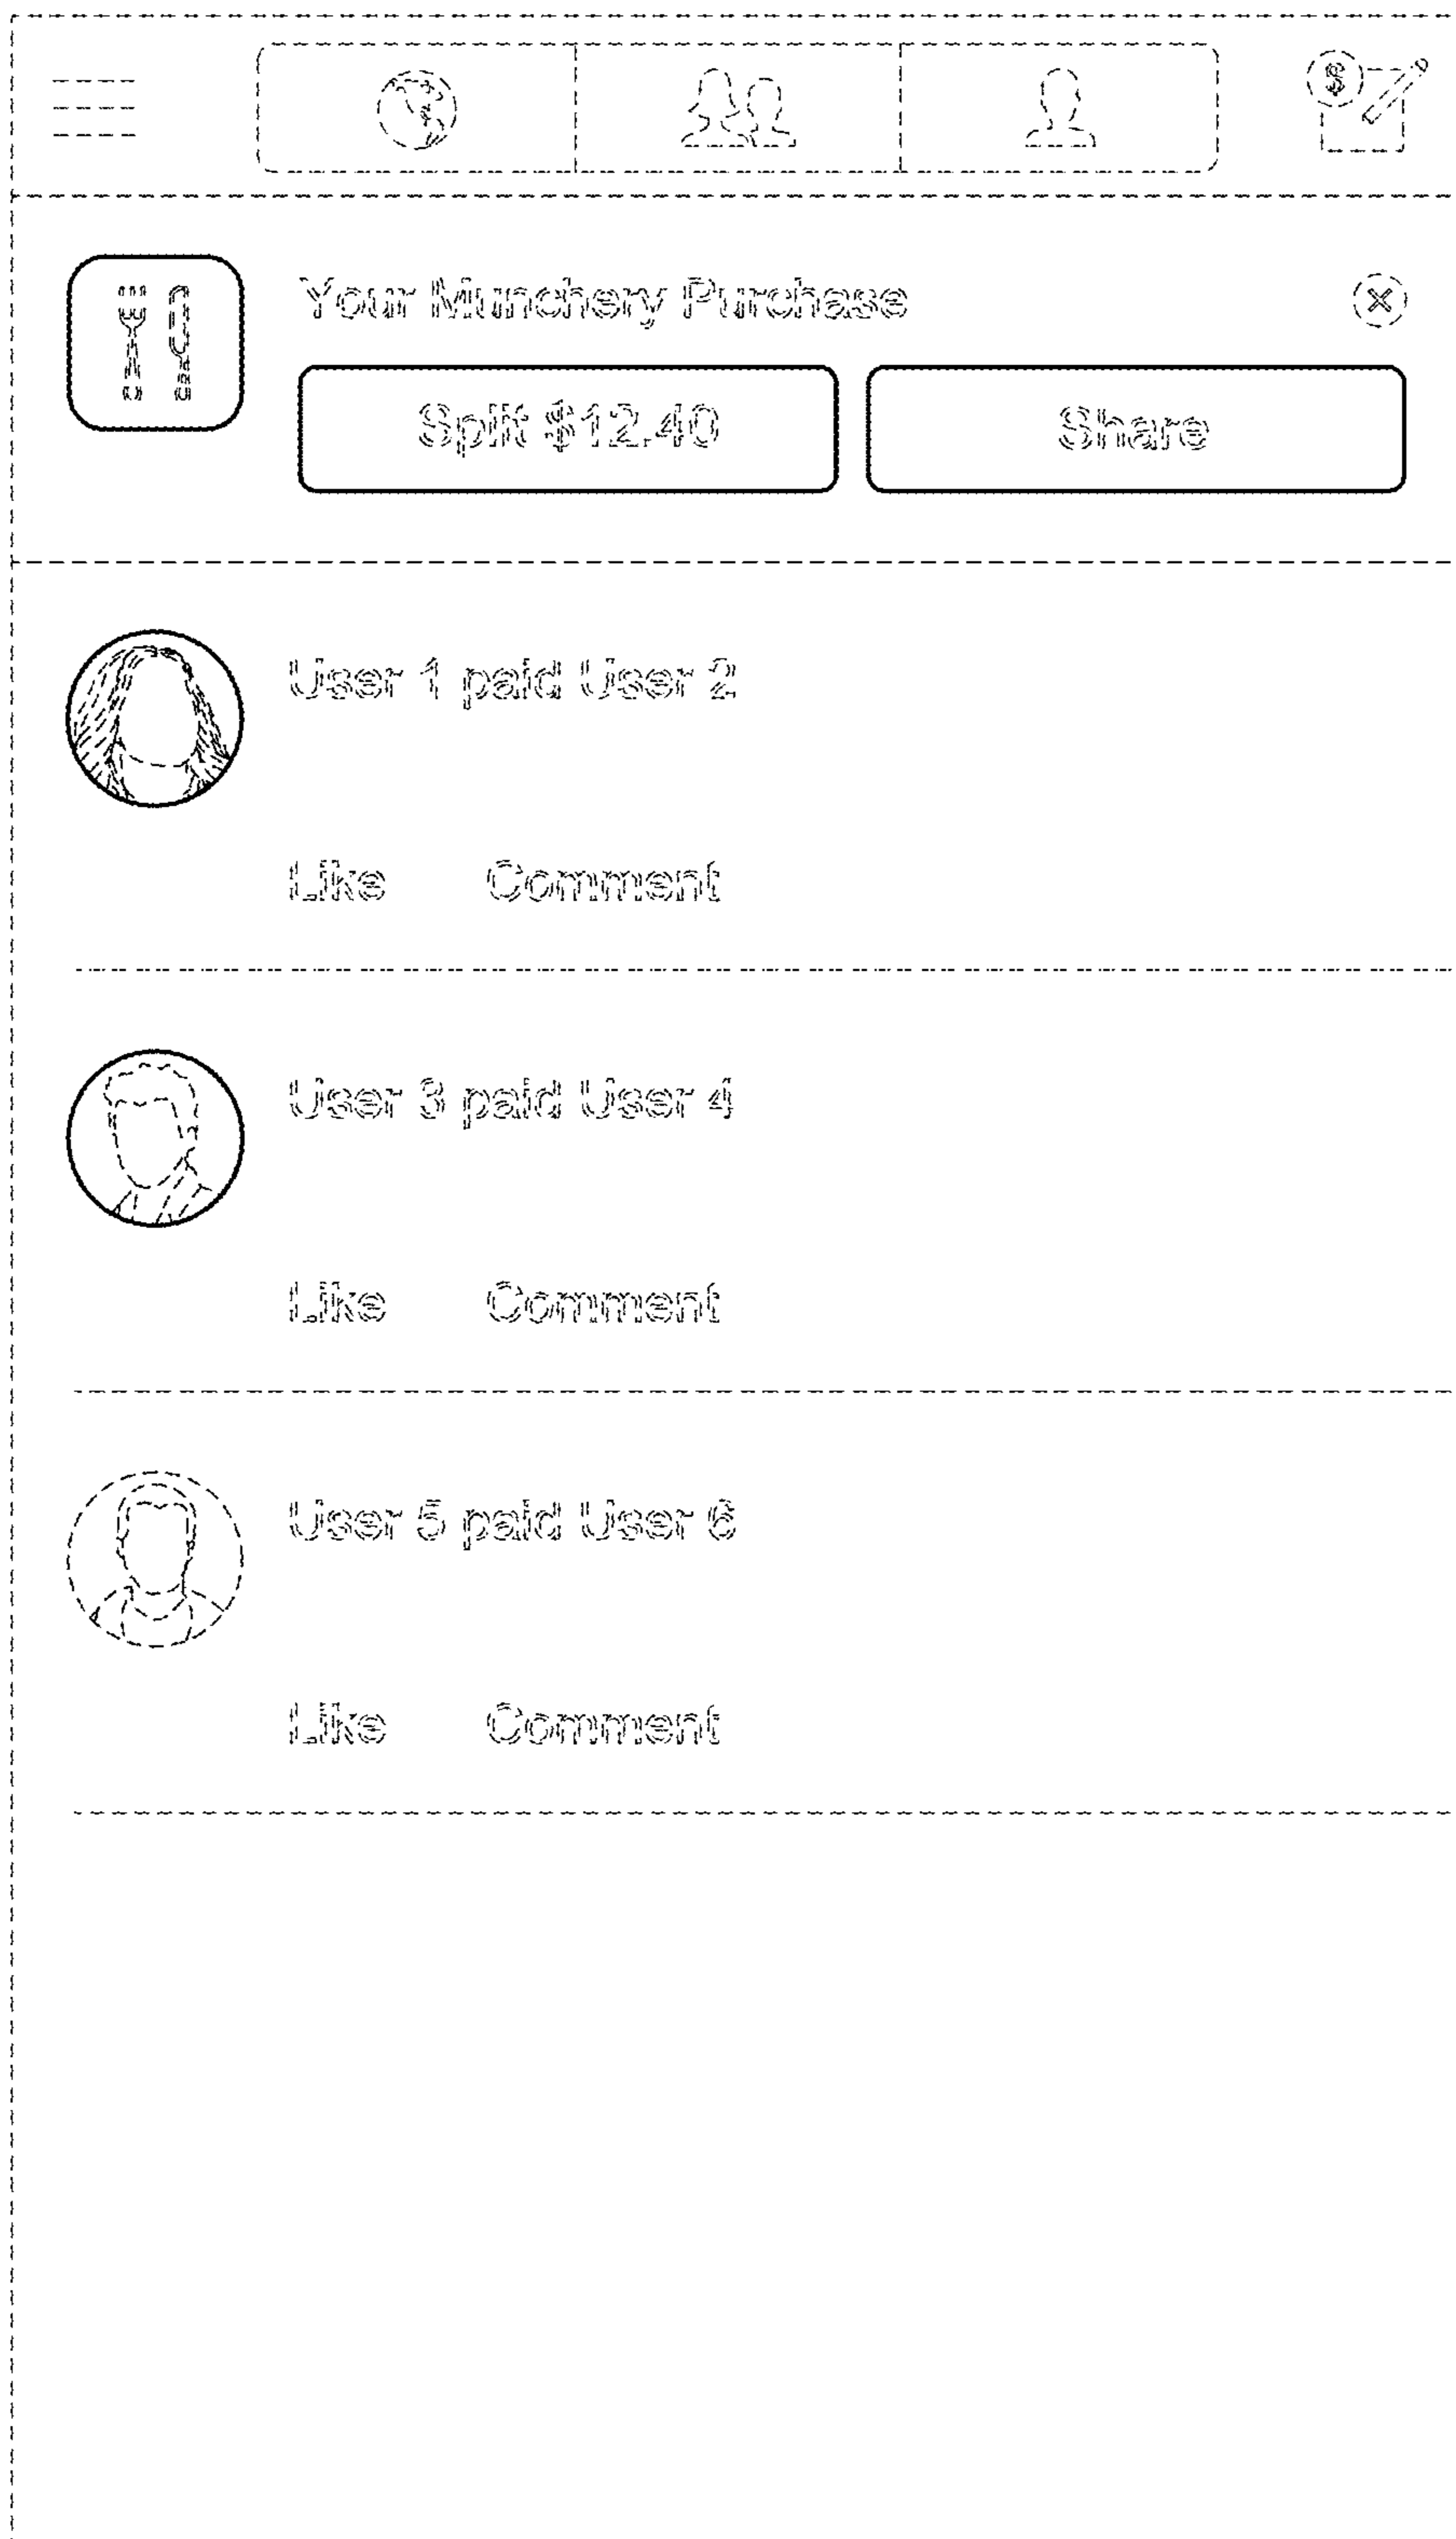 $
Your Munchery Purchase
Split $12.40
Share
User 1 paid User 2
Like Comment
User 3 paid User 4
Like Comment
User 5 paid User 6
Like Comment